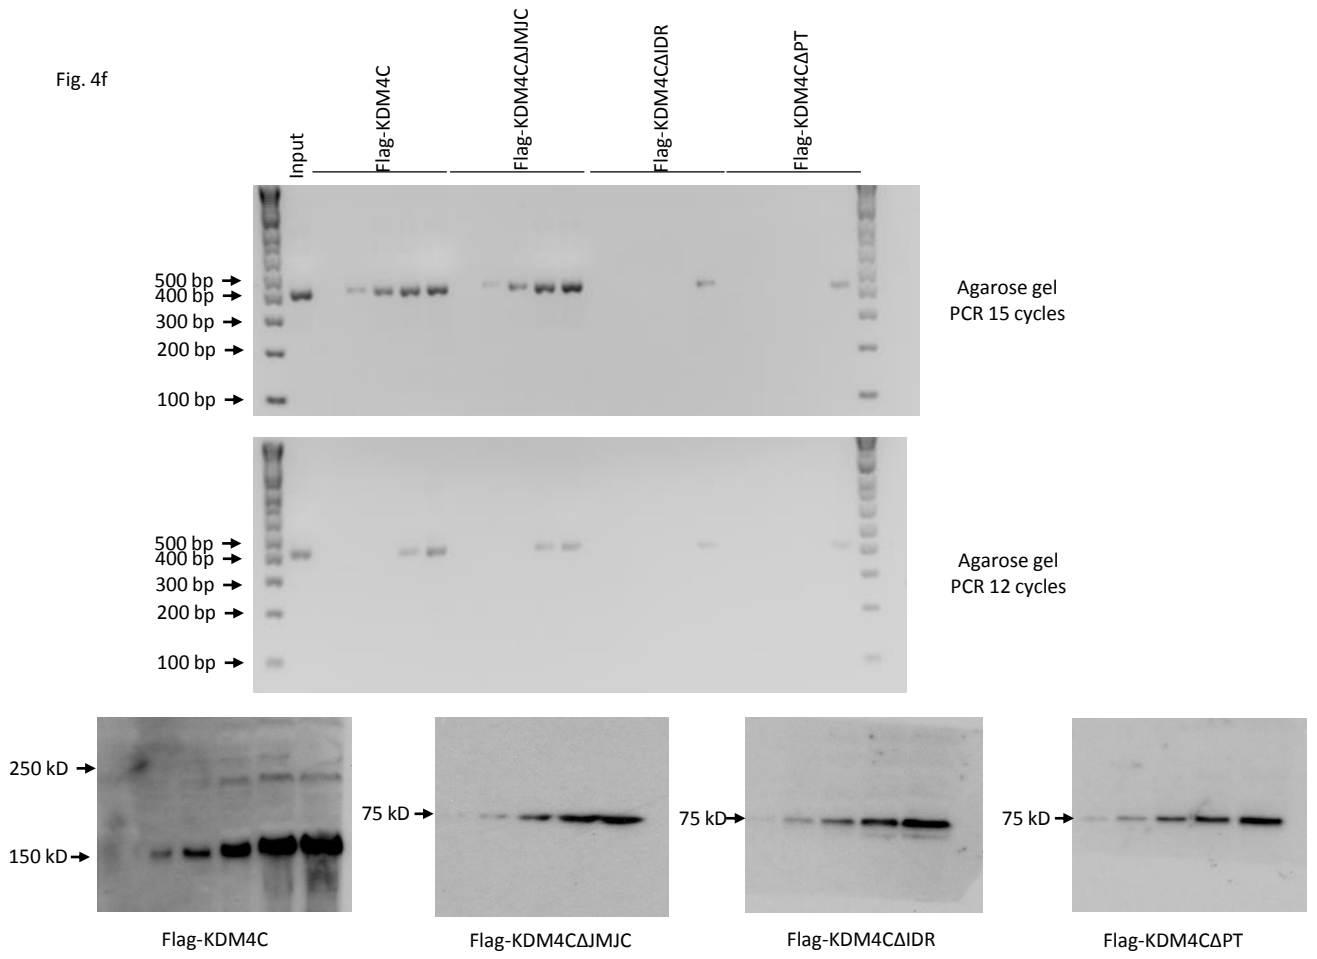 Fig. 4f
Input
Flag-KDM4C
Flag-KDM4CΔJMJC
Flag-KDM4CΔIDR
Flag-KDM4CΔPT
500 bp
400 bp
300 bp
200 bp
100 bp
Agarose gel
PCR 15 cycles
500 bp
400 bp
300 bp
200 bp
100 bp
Agarose gel
PCR 12 cycles
250 kD
150 kD
75 kD
75 kD
75 kD
Flag-KDM4C
Flag-KDM4CΔJMJC
Flag-KDM4CΔIDR
Flag-KDM4CΔPT